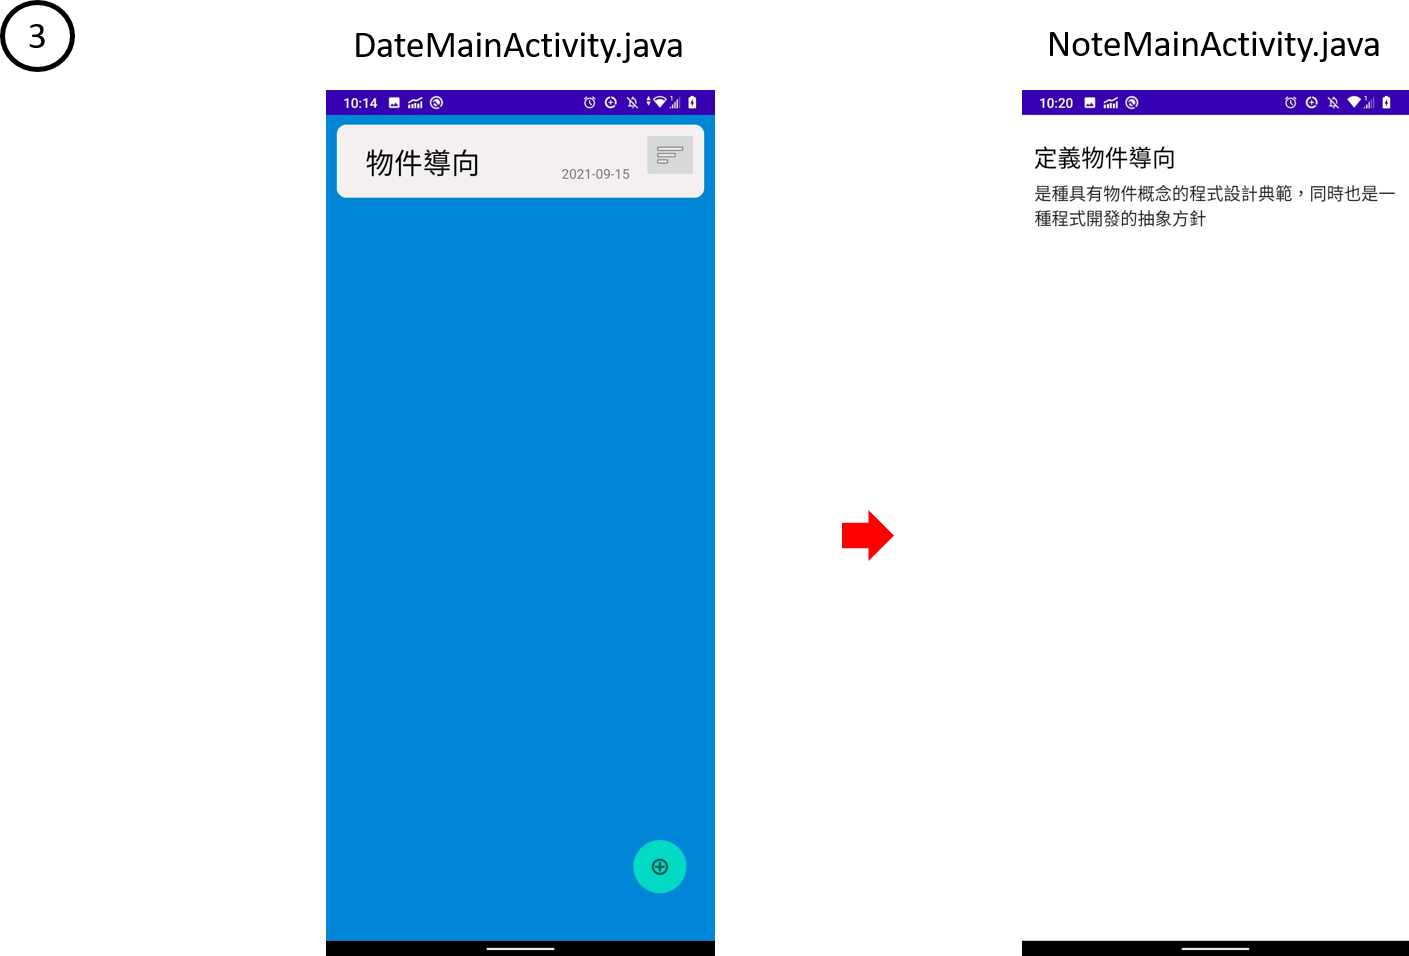 3
DateMainActivity.java
NoteMainActivity.java
10:14
物件導向
2021-09-15
10:20
定義物件導向
是種具有物件概念的程式設計典範，同時也是一
種程式開發的抽象方針